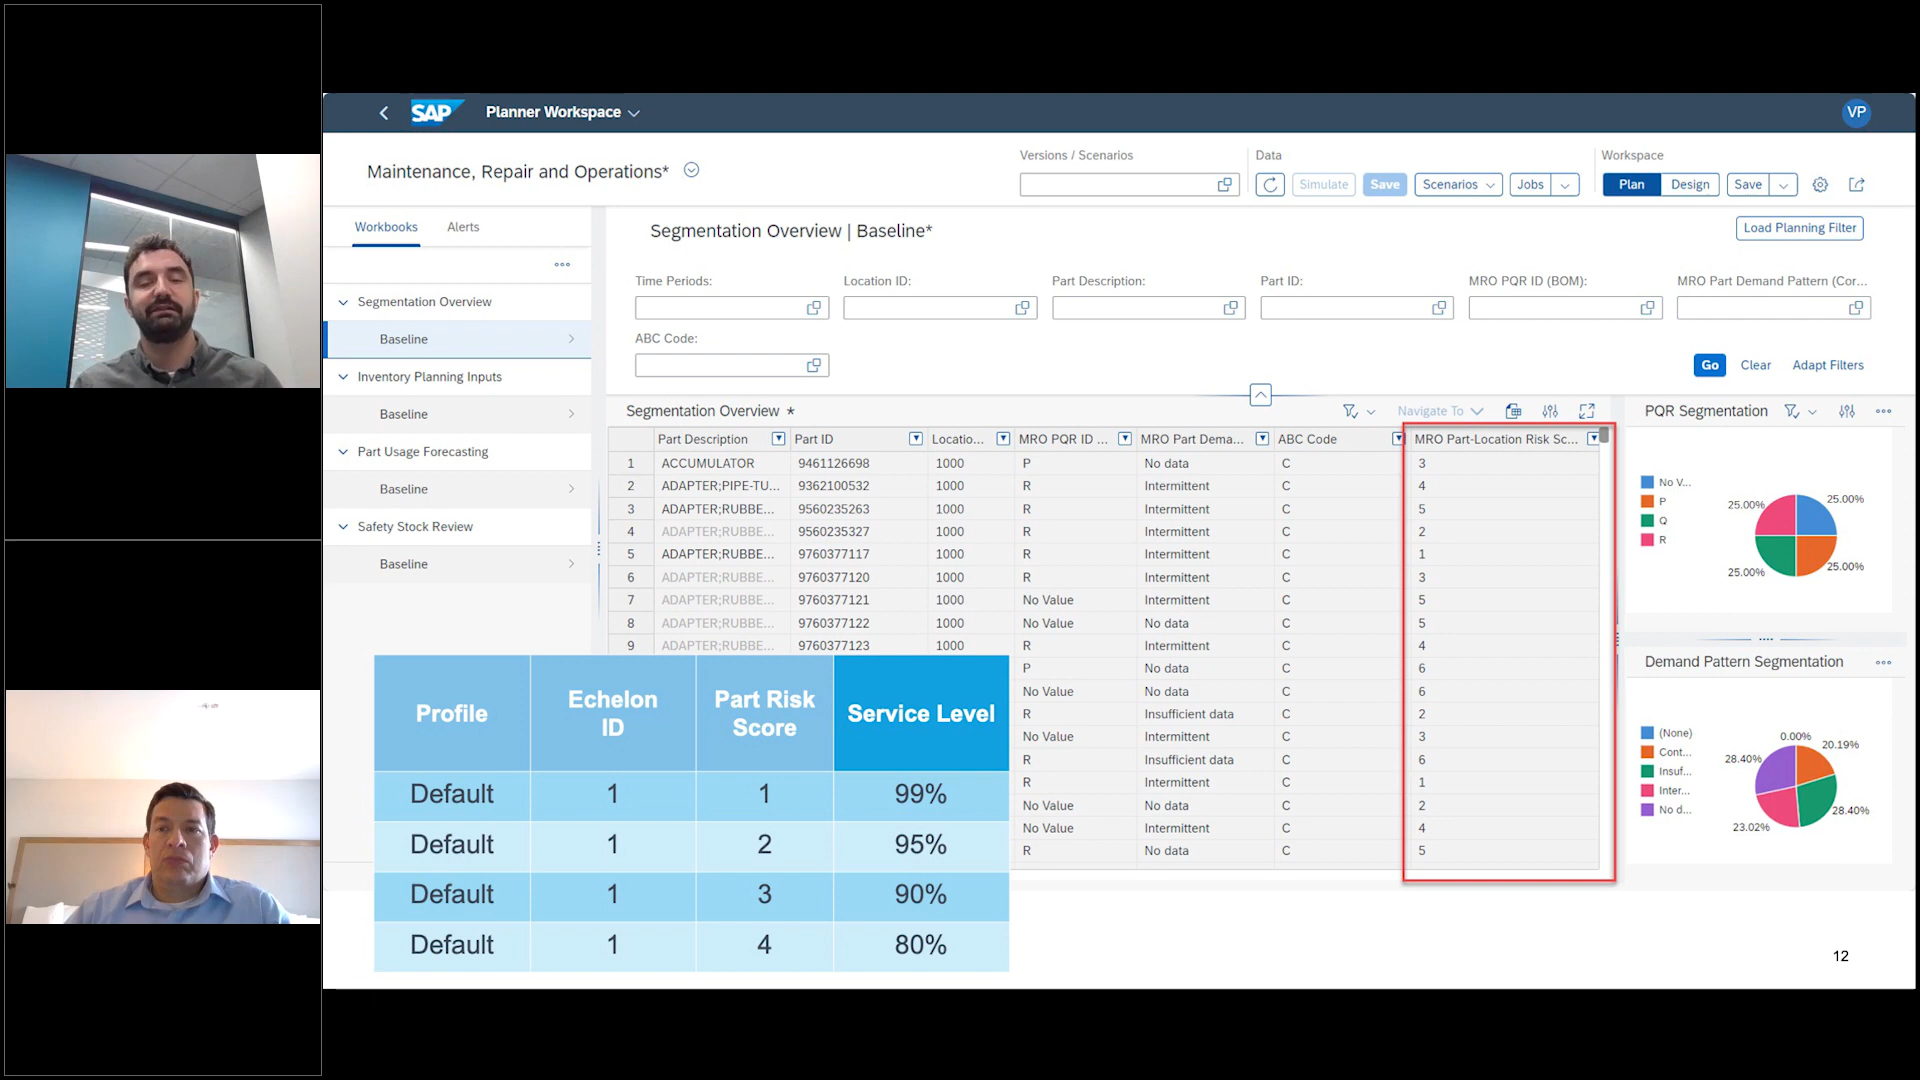 SAP Planner Workspace
VP
Maintenance, Repair and Operations*
Versions / Scenarios
Data
Simulate
Save
Scenarios
Jobs
Workspace
Plan
Design
Save
Workbooks
Alerts
Segmentation Overview
Baseline
Inventory Planning Inputs
Baseline
Part Usage Forecasting
Baseline
Safety Stock Review
Baseline
Segmentation Overview | Baseline*
Load Planning Filter
Time Periods:
Location ID:
Part Description:
Part ID:
MRO PQR ID (BOM):
MRO Part Demand Pattern (Cor...
ABC Code:
Go
Clear
Adapt Filters
Segmentation Overview *
Navigate To
Part Description Part ID Locatio... MRO PQR ID ... MRO Part Dema... ABC Code MRO Part-Location Risk Sc...
1 ACCUMULATOR 9461126698 1000 P No data C 3
2 ADAPTER;PIPE-TU... 9362100532 1000 R Intermittent C 4
3 ADAPTER;RUBBE... 9560235263 1000 R Intermittent C 5
4 ADAPTER;RUBBE... 9560235327 1000 R Intermittent C 2
5 ADAPTER;RUBBE... 9760377117 1000 R Intermittent C 1
6 ADAPTER;RUBBE... 9760377120 1000 R Intermittent C 3
7 ADAPTER;RUBBE... 9760377121 1000 No Value Intermittent C 5
8 ADAPTER;RUBBE... 9760377122 1000 No Value No data C 5
9 ADAPTER;RUBBE... 9760377123 1000 R Intermittent C 4
P No data C 6
No Value No data C 6
R Insufficient data C 2
No Value Intermittent C 3
R Insufficient data C 6
R Intermittent C 1
No Value No data C 2
No Value Intermittent C 4
R No data C 5
Profile Echelon ID Part Risk Score Service Level
Default 1 1 99%
Default 1 2 95%
Default 1 3 90%
Default 1 4 80%
PQR Segmentation
No V...
P
Q
R
25.00%
25.00%
25.00%
25.00%
Demand Pattern Segmentation
(None)
Cont...
Insuf...
Inter...
No d...
0.00%
20.19%
28.40%
28.40%
23.02%
12